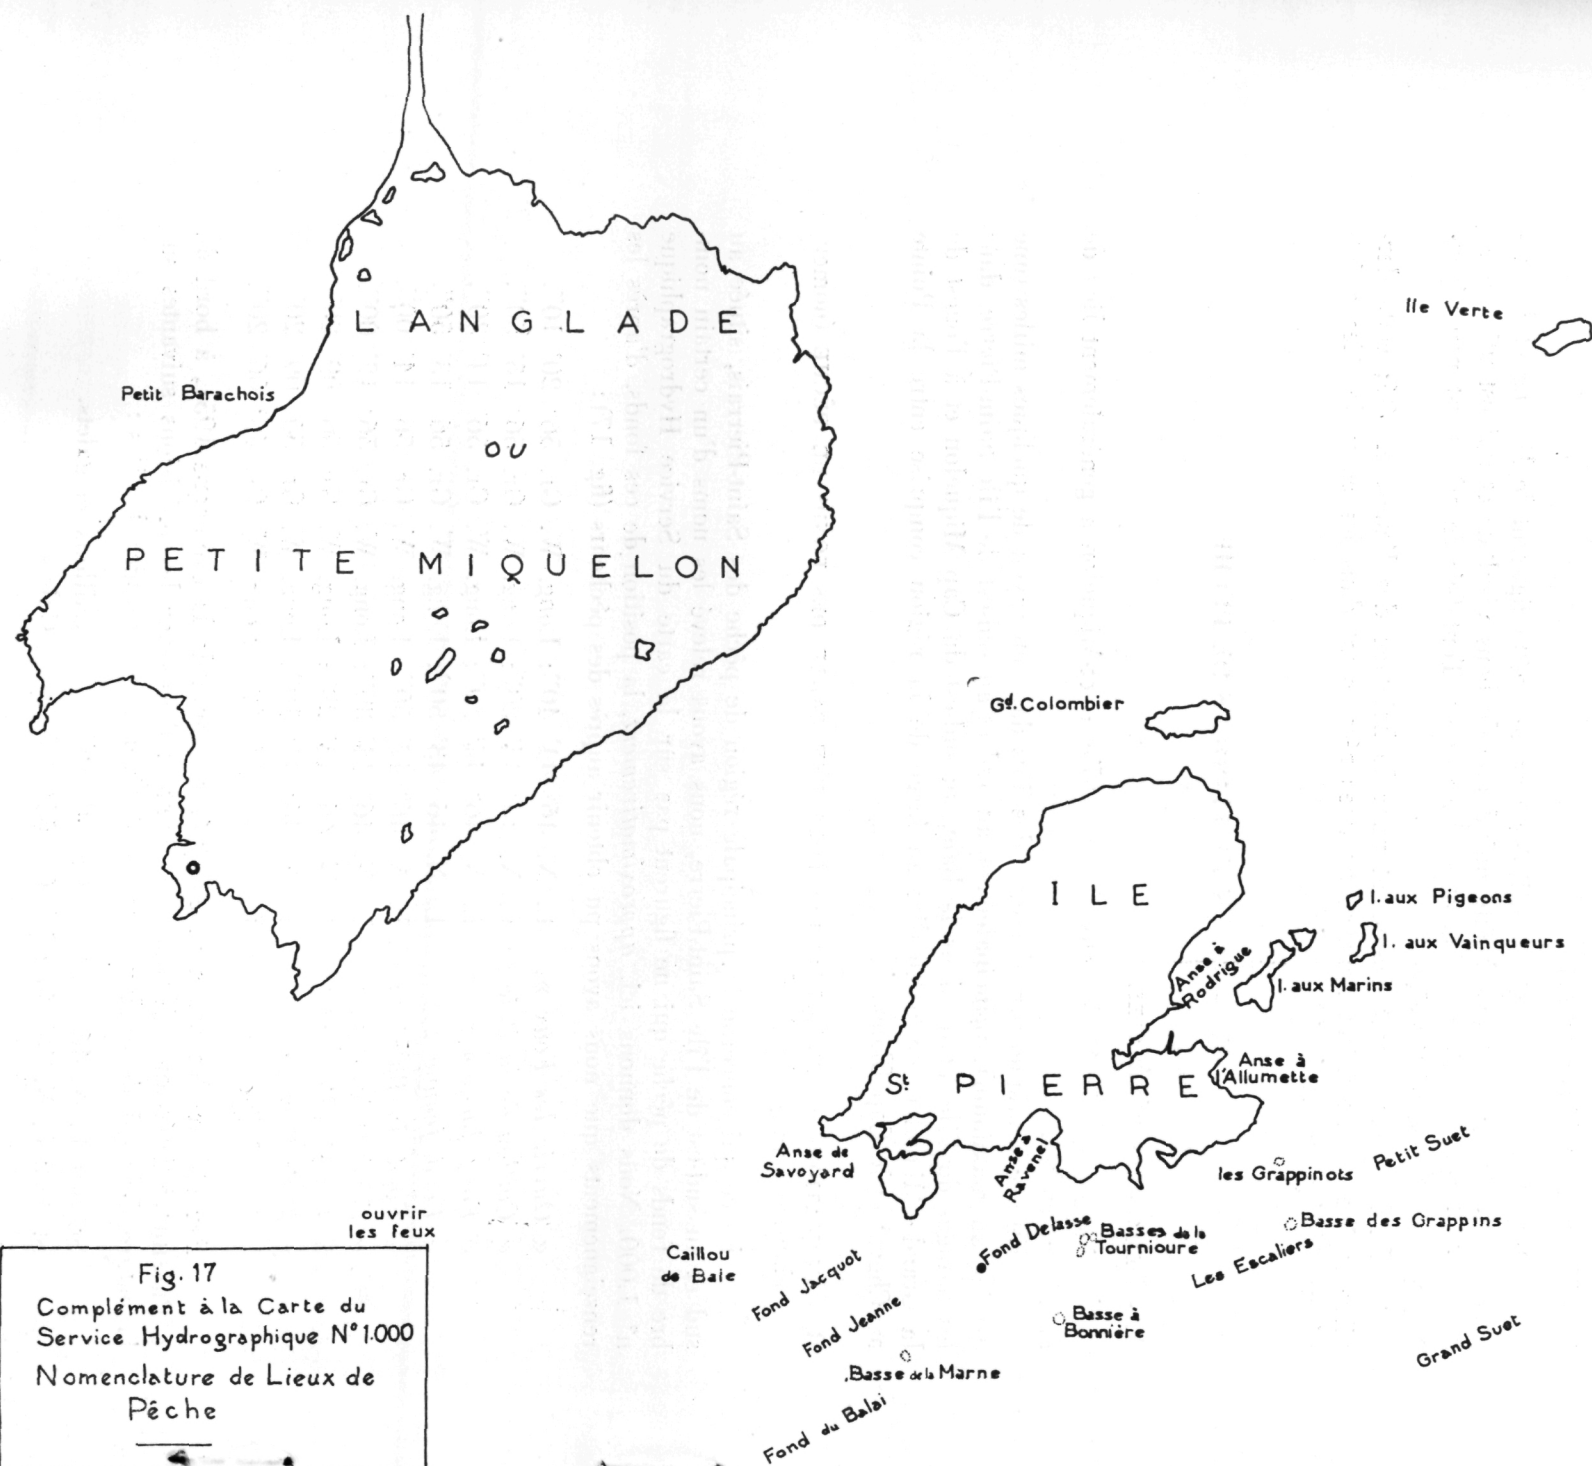 LANGLADE
Ile Verte
Petit Barachois
OU
PETITE MIQUELON
Gd. Colombier
ILE
I. aux Pigeons
I. aux Vainqueurs
Anse à
Rodrigue
I. aux Marins
Anse à
l'Allumette
St PIERRE
Anse de
Savoyard
Anse à
Ravenel
les Grappinots
Petit Suet
ouvrir
les feux
Caillou
de Baie
Fond Jacquot
Fond Delasse
Basses de la
Tournioure
Basse des Grappins
Les Escaliers
Fond Jeanne
Basse à
Bonnière
Grand Suet
Basse de la Marne
Fond du Balai
Fig. 17
Complément à la Carte du
Service Hydrographique N° 1.000
Nomenclature de Lieux de
Pêche